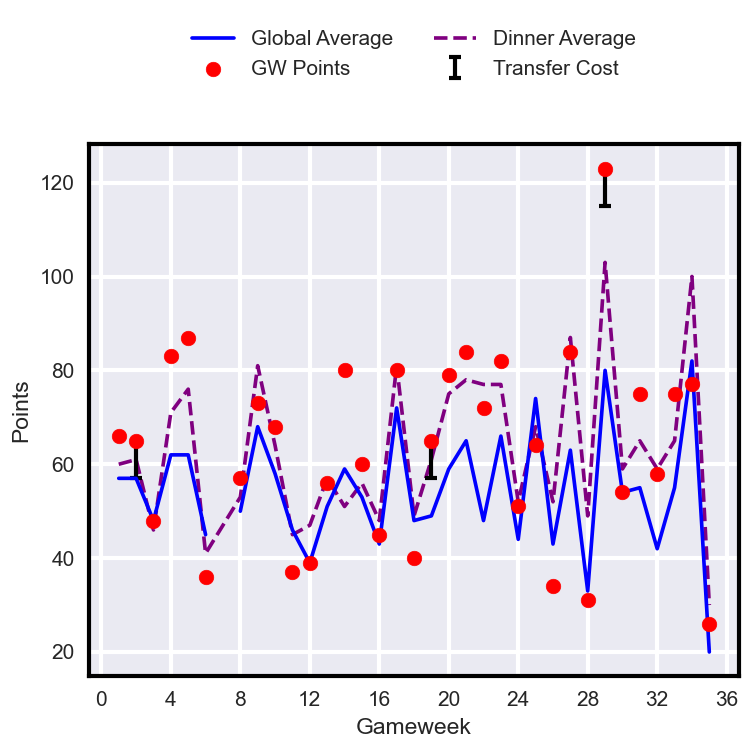 Global Average
Dinner Average
GW Points
Transfer Cost
120
100
80
60
40
20
Points
0 4 8 12 16 20 24 28 32 36
Gameweek